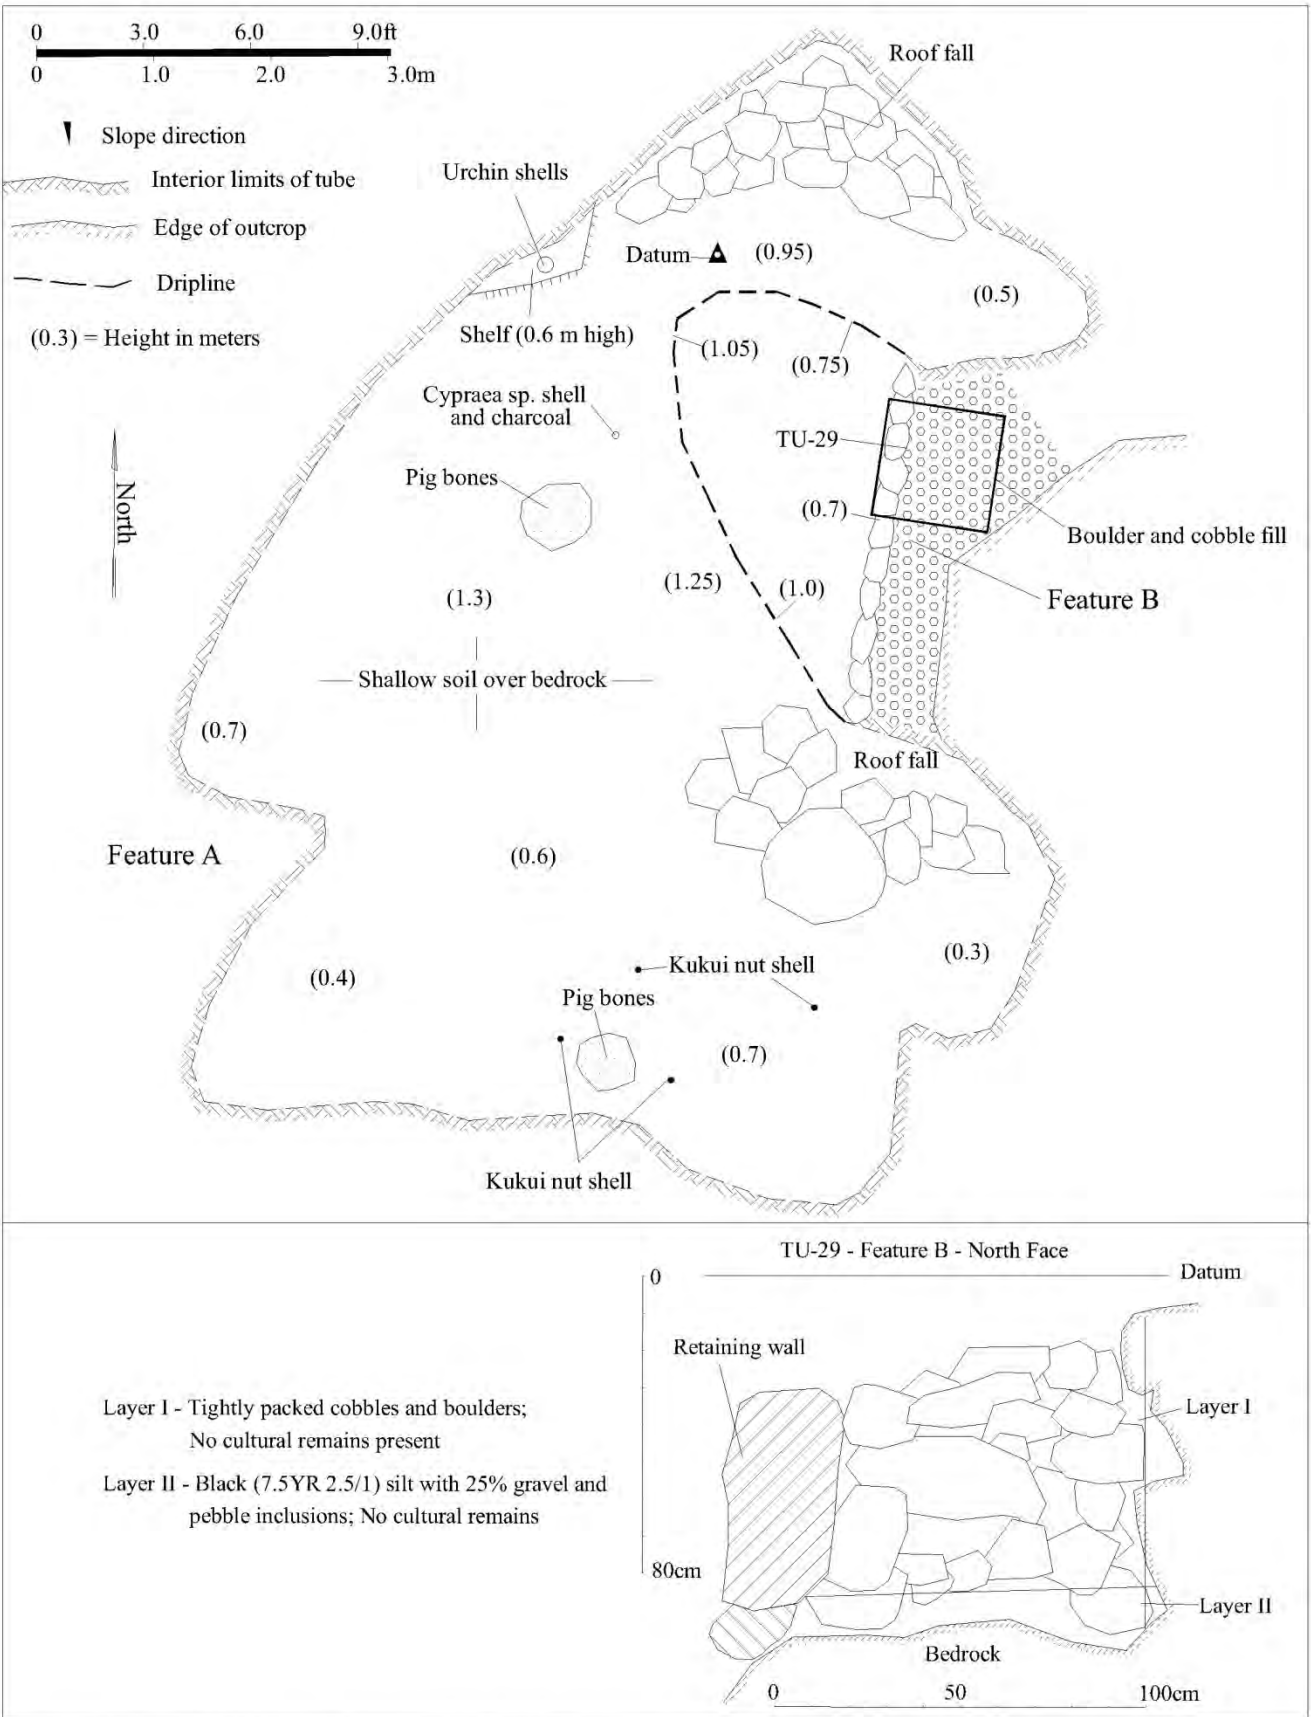 0 3.0 6.0 9.0ft
0 1.0 2.0 3.0m
Slope direction
Interior limits of tube
Edge of outcrop
Dripline
(0.3) = Height in meters
North
Roof fall
Urchin shells
Datum
(0.95)
(0.5)
Shelf (0.6 m high)
(1.05)
(0.75)
Cypraea sp. shell
and charcoal
TU-29
Pig bones
(0.7)
Boulder and cobble fill
(1.25)
(1.0)
(1.3)
Feature B
Shallow soil over bedrock
(0.7)
Roof fall
Feature A
(0.6)
(0.3)
(0.4)
Kukui nut shell
Pig bones
(0.7)
Kukui nut shell
TU-29 - Feature B - North Face
0
Datum
Retaining wall
Layer I - Tightly packed cobbles and boulders;
No cultural remains present
Layer II - Black (7.5YR 2.5/1) silt with 25% gravel and
pebble inclusions; No cultural remains
Layer I
80cm
Layer II
Bedrock
0 50 100cm